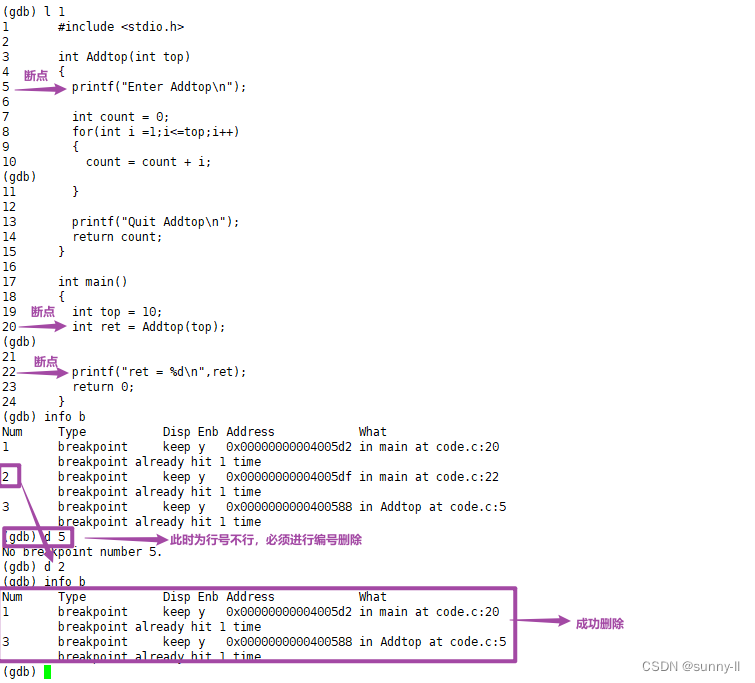 (gdb) l 1
1 #include <stdio.h>
2
3 int Addtop(int top)
4 {
断点
5 printf("Enter Addtop\n");
6
7 int count = 0;
8 for(int i =1;i<=top;i++)
9 {
10 count = count + i;
(gdb)
11 }
12
13 printf("Quit Addtop\n");
14 return count;
15 }
16
17 int main()
18 {
断点
19 int top = 10;
20 int ret = Addtop(top);
(gdb)
21
断点
22 printf("ret = %d\n",ret);
23 return 0;
24 }
(gdb) info b
Num Type Disp Enb Address What
1 breakpoint keep y 0x00000000004005d2 in main at code.c:20
breakpoint already hit 1 time
2 breakpoint keep y 0x00000000004005df in main at code.c:22
breakpoint already hit 1 time
3 breakpoint keep y 0x0000000000400588 in Addtop at code.c:5
breakpoint already hit 1 time
(gdb) d 5
此时为行号不行，必须进行编号删除
No breakpoint number 5.
(gdb) d 2
(gdb) info b
Num Type Disp Enb Address What
1 breakpoint keep y 0x00000000004005d2 in main at code.c:20
breakpoint already hit 1 time
成功删除
3 breakpoint keep y 0x0000000000400588 in Addtop at code.c:5
breakpoint already hit 1 time
(gdb)
CSDN @sunny-ll